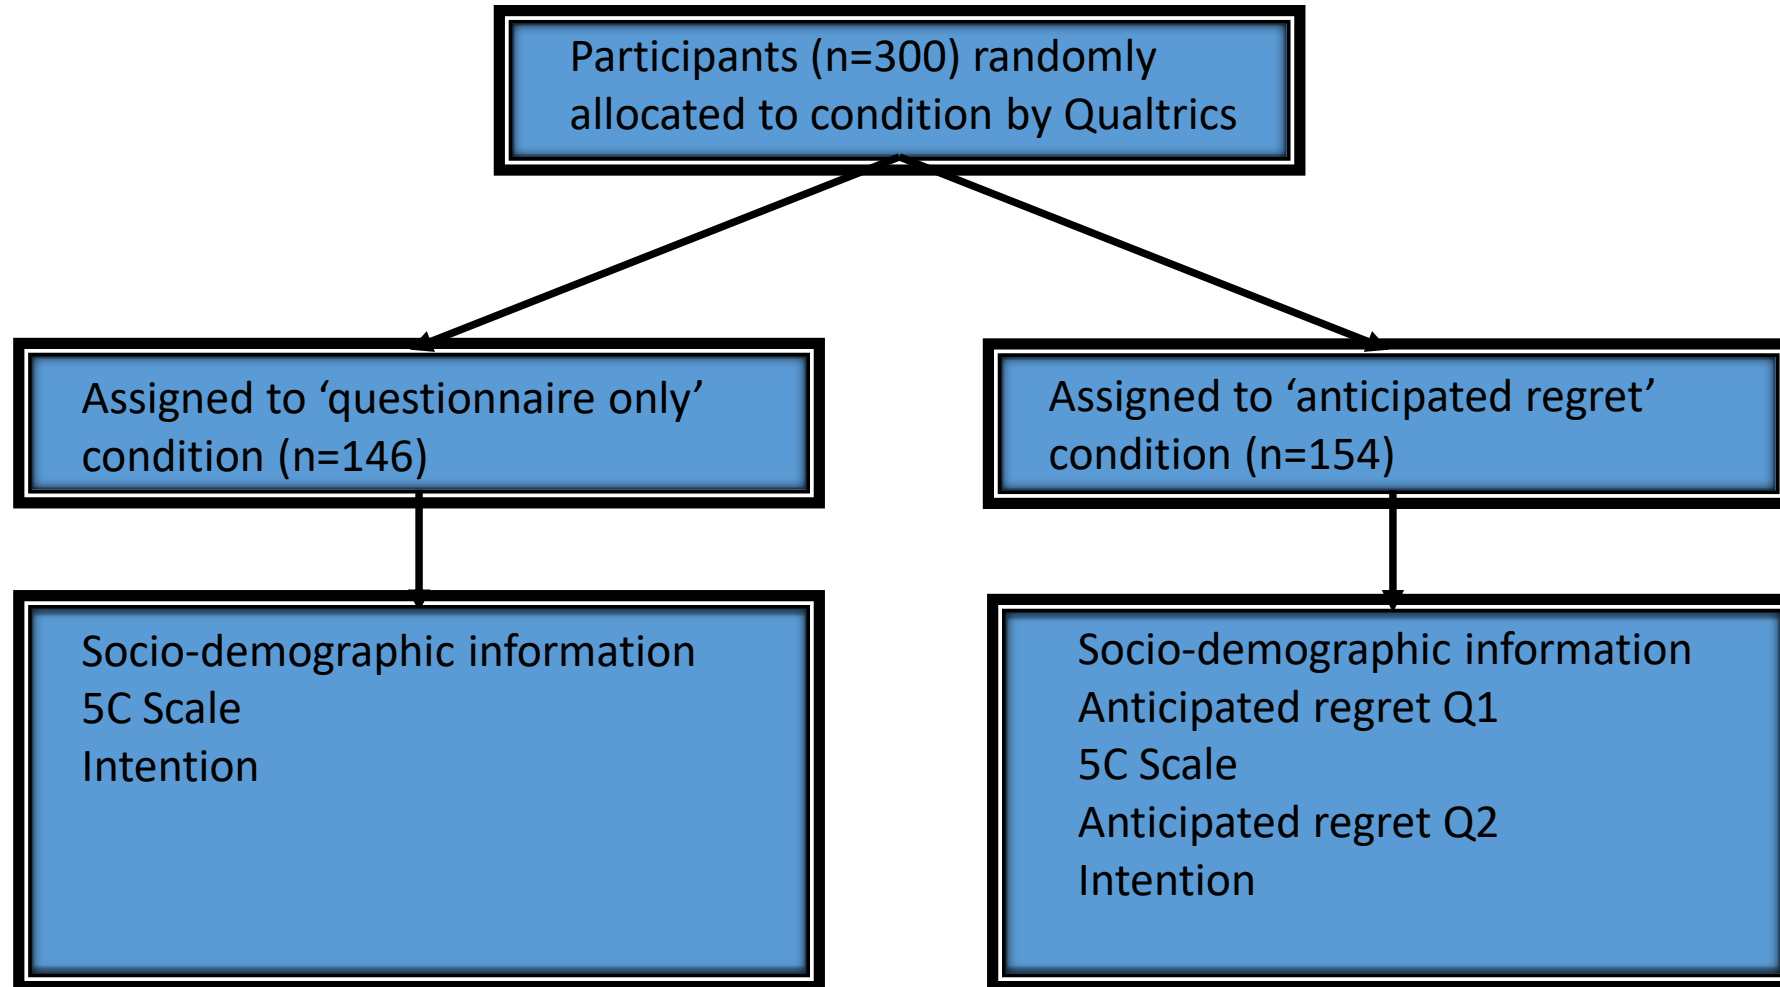 Participants (n=300) randomly
allocated to condition by Qualtrics
Assigned to ‘questionnaire only’
condition (n=146)
Assigned to ‘anticipated regret’
condition (n=154)
Socio-demographic information
5C Scale
Intention
Socio-demographic information
Anticipated regret Q1
5C Scale
Anticipated regret Q2
Intention